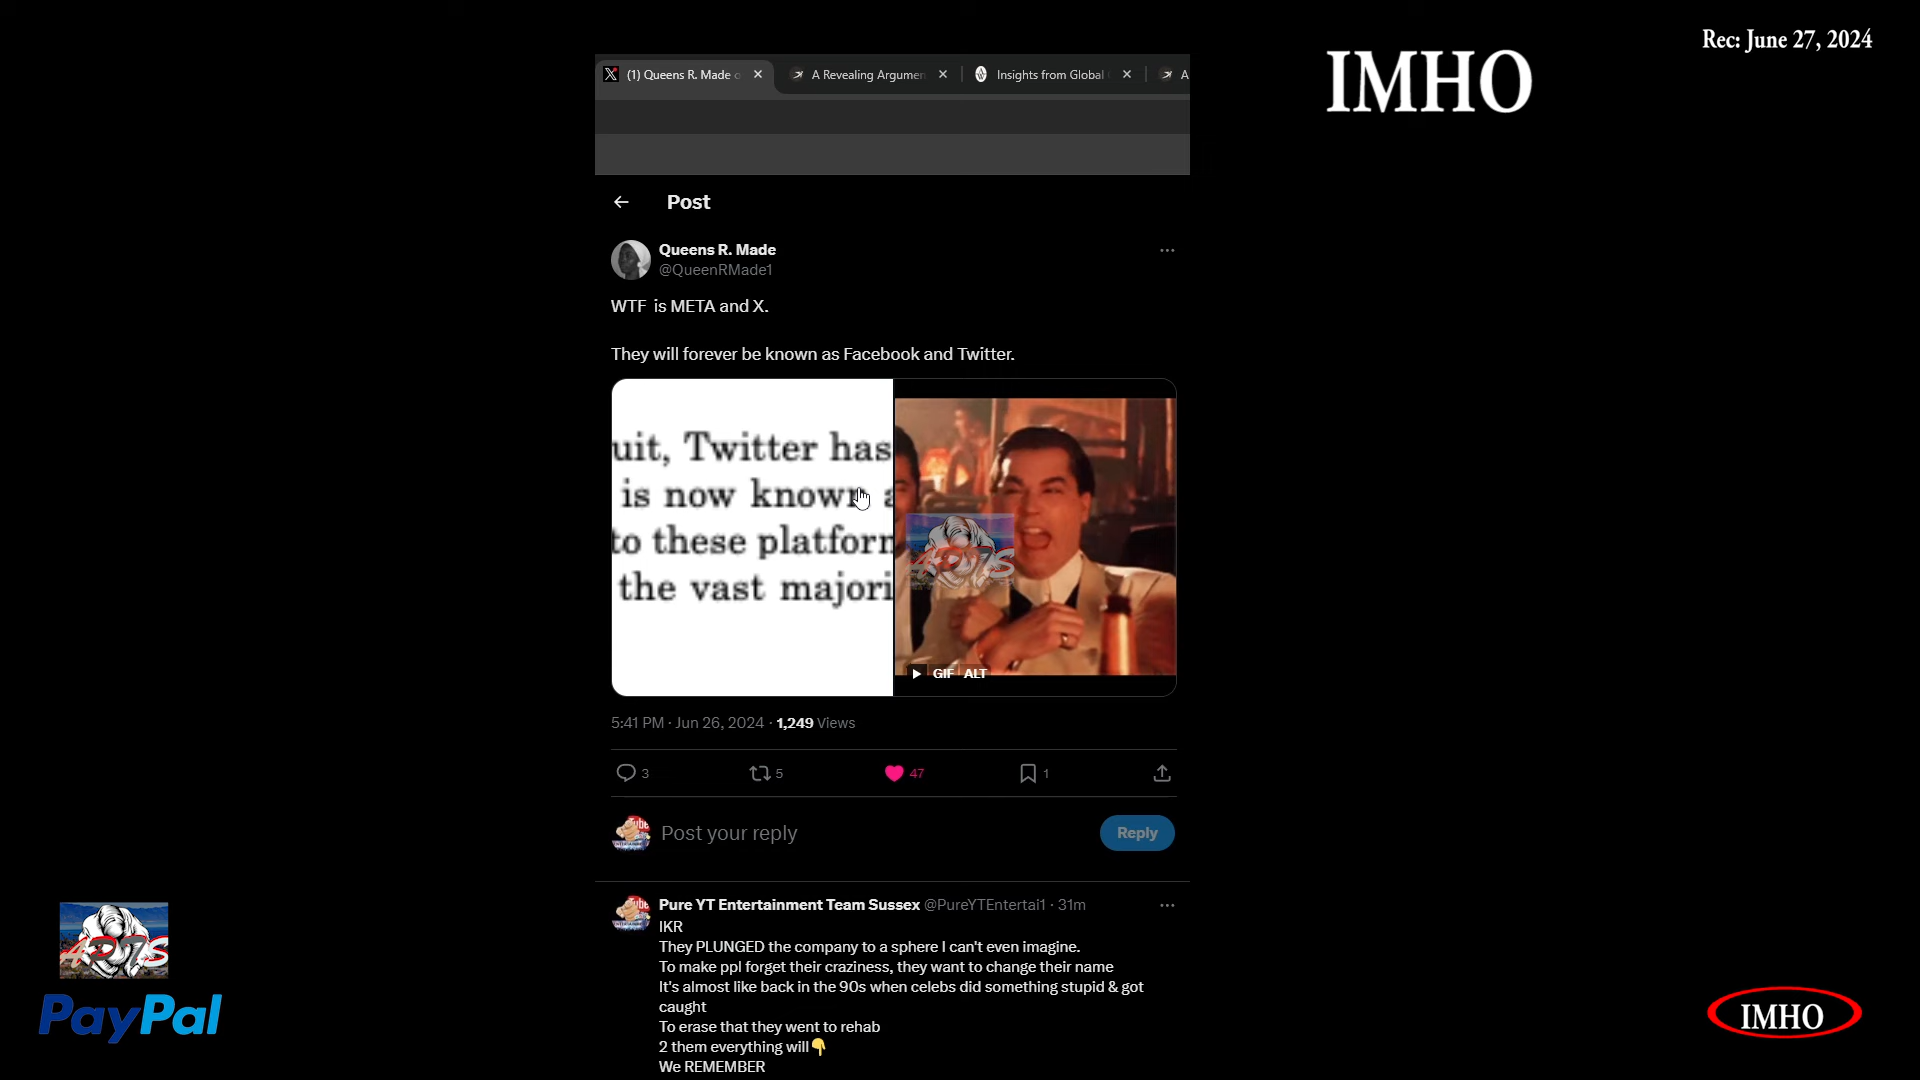 Rec: June 27, 2024
IMHO
(1) Queens R. Made o
A Revealing Argumen
Insights from Global
A
Post
Queens R. Made
@QueenRMade1
WTF is META and X.
They will forever be known as Facebook and Twitter.
uit, Twitter has
is now known a
to these platform
the vast majori
GIF ALT
5:41 PM · Jun 26, 2024 · 1,249 Views
3
5
47
1
Post your reply
Reply
Pure YT Entertainment Team Sussex @PureYTEntertai1 · 31m
IKR
They PLUNGED the company to a sphere I can't even imagine.
To make ppl forget their craziness, they want to change their name
It's almost like back in the 90s when celebs did something stupid & got
caught
To erase that they went to rehab
2 them everything will👇
We REMEMBER
PayPal
IMHO